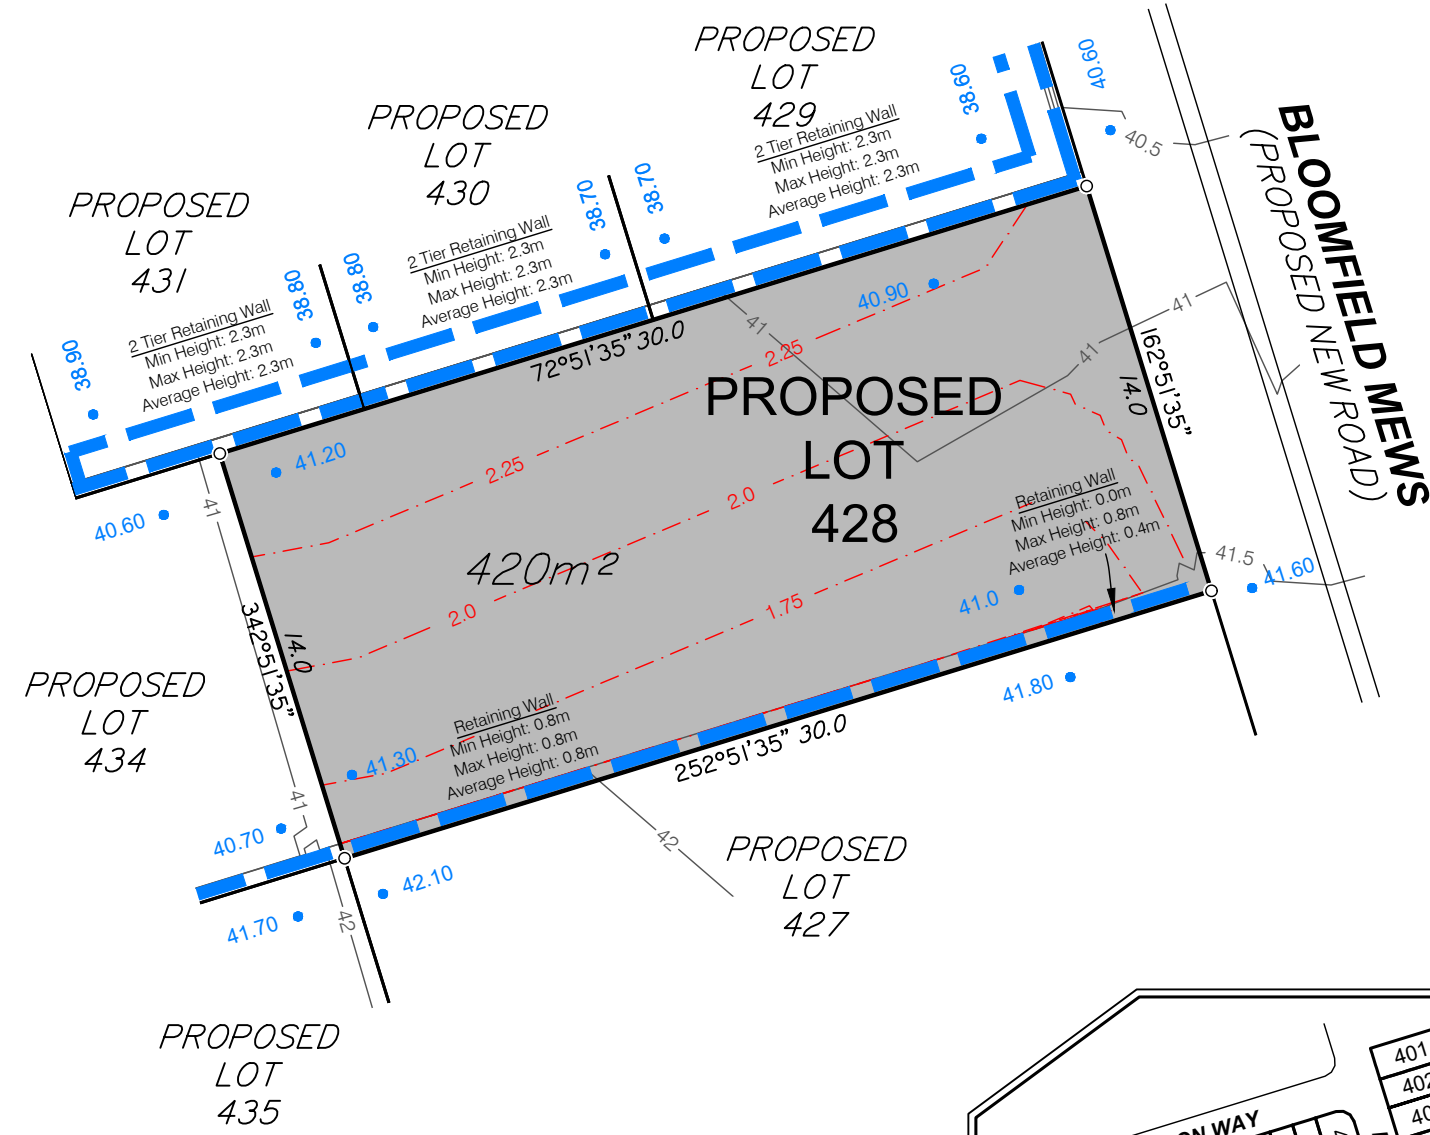 PROPOSED
LOT
429
2 Tier Retaining Wall
Min Height: 2.3m
Max Height: 2.3m
Average Height: 2.3m
38.60
40.60
40.5
PROPOSED
LOT
430
2 Tier Retaining Wall
Min Height: 2.3m
Max Height: 2.3m
Average Height: 2.3m
38.70
38.70
PROPOSED
LOT
431
2 Tier Retaining Wall
Min Height: 2.3m
Max Height: 2.3m
Average Height: 2.3m
38.90
38.80
38.80
BLOOMFIELD MEWS
(PROPOSED NEW ROAD)
72°51'35" 30.0
162°51'35"
14.0
41
41
41
40.90
2.25
PROPOSED
LOT
428
41.20
2.25
2.0
40.60
41
420m²
2.0
1.75
Retaining Wall
Min Height: 0.0m
Max Height: 0.8m
Average Height: 0.4m
41.0
41.5
41.60
41.80
342°51'35"
14.0
PROPOSED
LOT
434
Retaining Wall
Min Height: 0.8m
Max Height: 0.8m
Average Height: 0.8m
41.30
252°51'35" 30.0
41
40.70
42
42.10
41.70
42
PROPOSED
LOT
427
PROPOSED
LOT
435
401
402
ON WAY